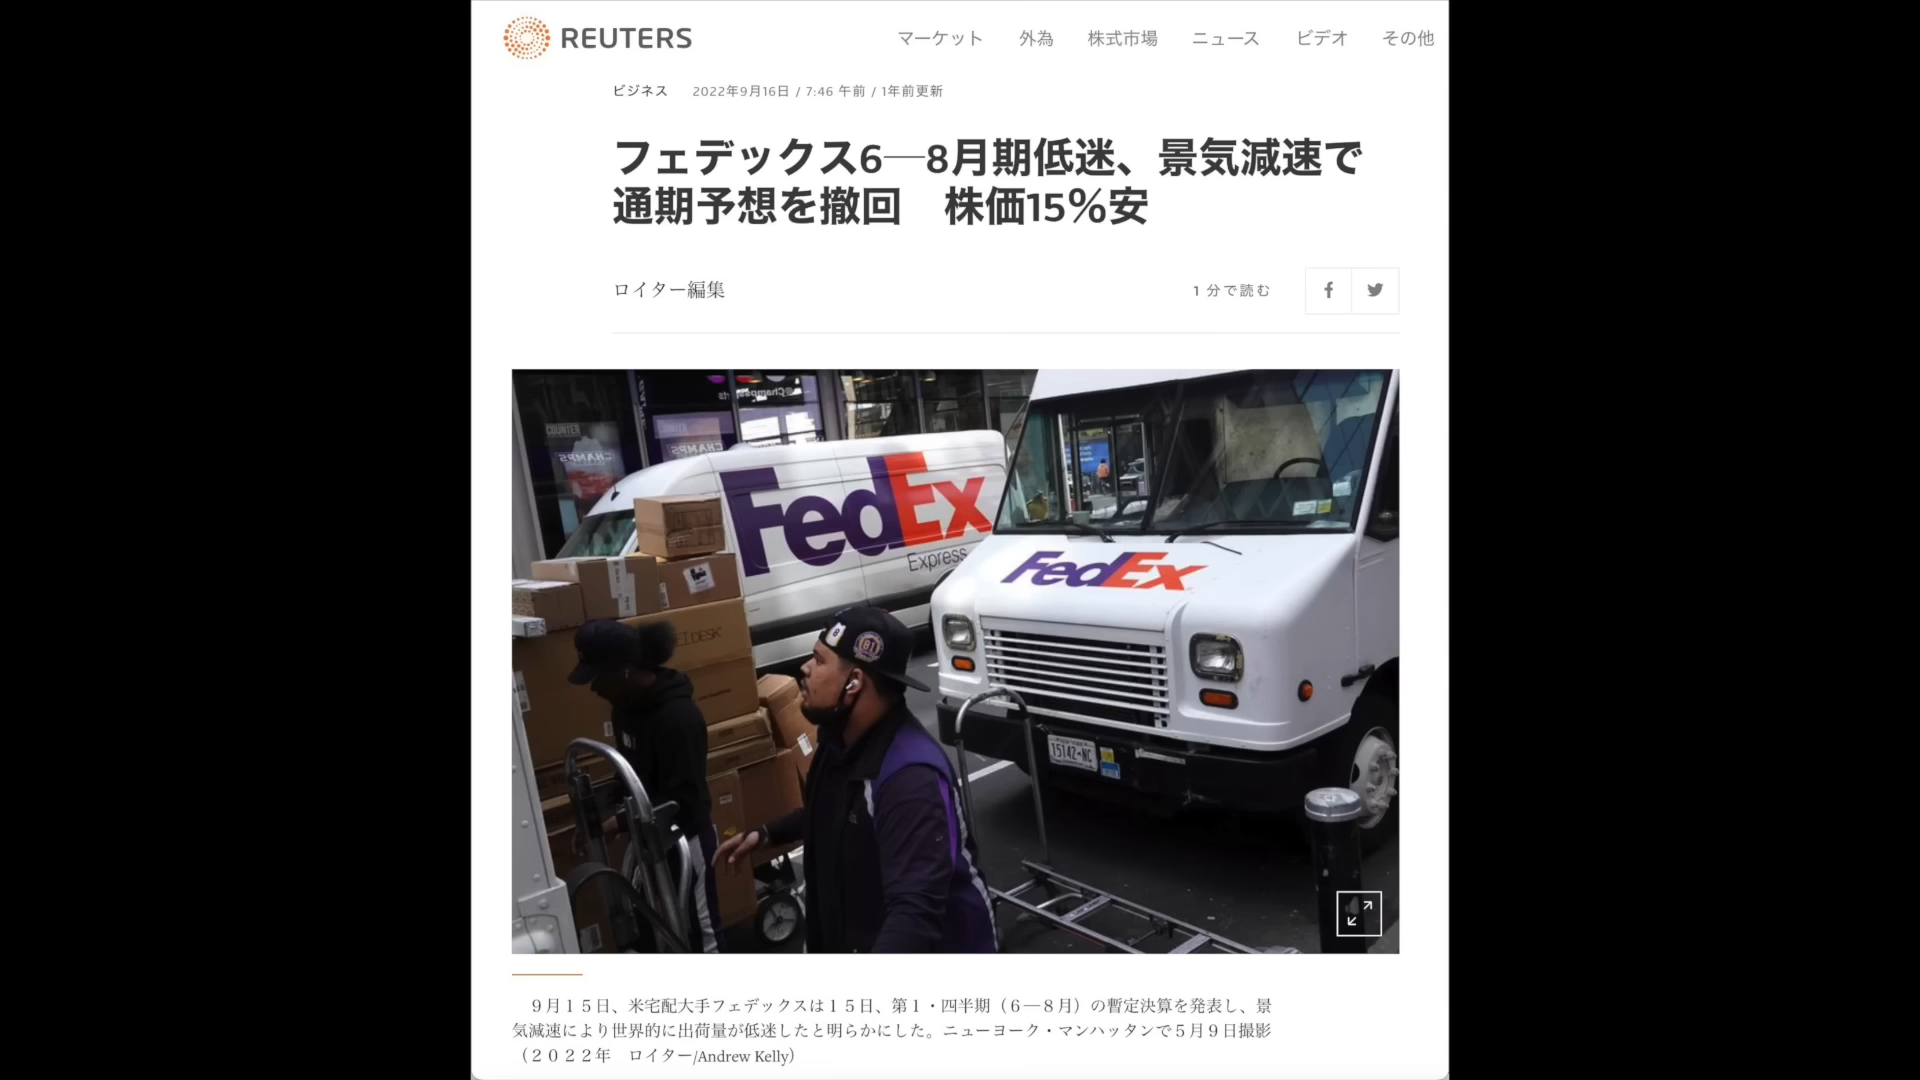 REUTERS
マーケット 外為 株式市場 ニュース ビデオ その他
ビジネス 2022年9月16日 / 7:46 午前 / 1年前更新
フェデックス6―8月期低迷、景気減速で
通期予想を撤回　株価15％安
ロイター編集
1 分で読む
COUNTER
CHAMPS
FedEx
Express
FedEx
15142-NC
81
８
９月１５日、米宅配大手フェデックスは１５日、第１・四半期（６―８月）の暫定決算を発表し、景
気減速により世界的に出荷量が低迷したと明らかにした。ニューヨーク・マンハッタンで５月９日撮影
（２０２２年　ロイター/Andrew Kelly）